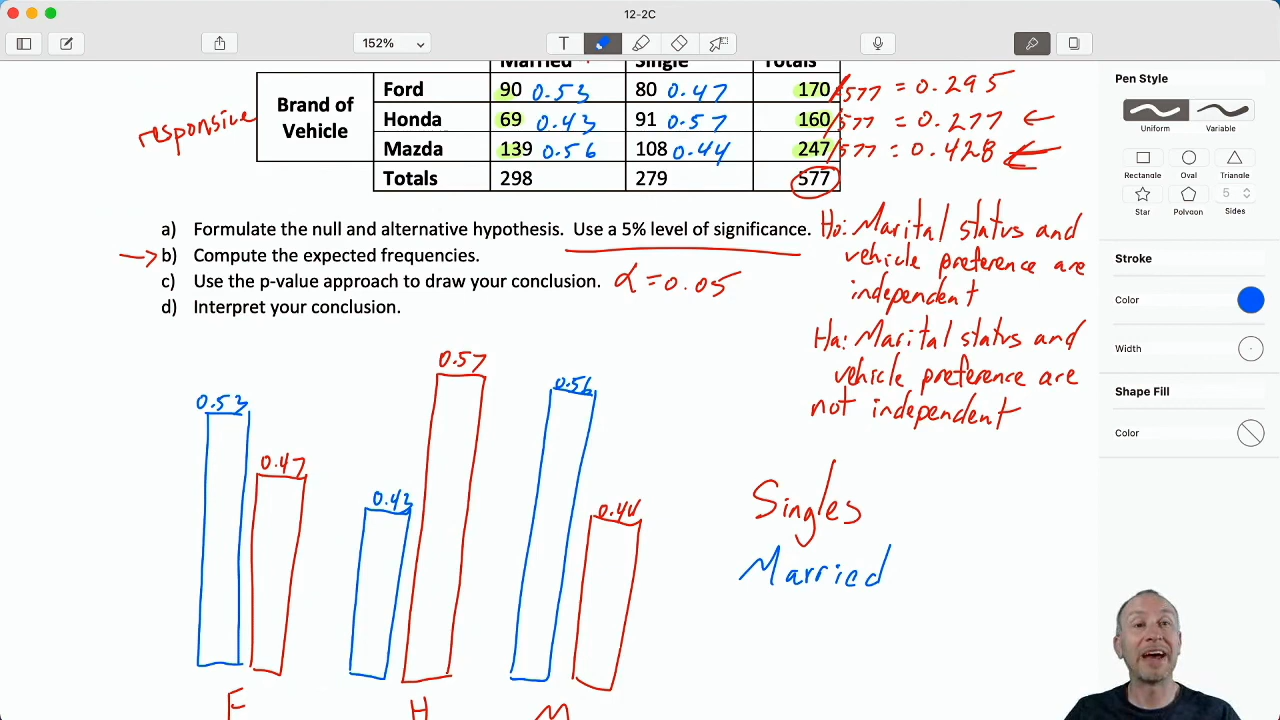 12-2C
152%
T
Married Single Totals
Ford 90 0.53 80 0.47 170 /577 = 0.295
responsive Brand of Vehicle Honda 69 0.43 91 0.57 160 /577 = 0.277 ←
Mazda 139 0.56 108 0.44 247 /577 = 0.428 ←
Totals 298 279 577
a) Formulate the null and alternative hypothesis. Use a 5% level of significance.
→ b) Compute the expected frequencies.
c) Use the p-value approach to draw your conclusion. α = 0.05
d) Interpret your conclusion.
Ho: Marital status and
vehicle preference are
independent
Ha: Marital status and
vehicle preference are
not independent
0.53
0.47
0.43
0.57
0.56
0.44
F H M
Singles
Married
Pen Style
Uniform Variable
Rectangle Oval Triangle
5
Star Polygon Sides
Stroke
Color
Width
Shape Fill
Color